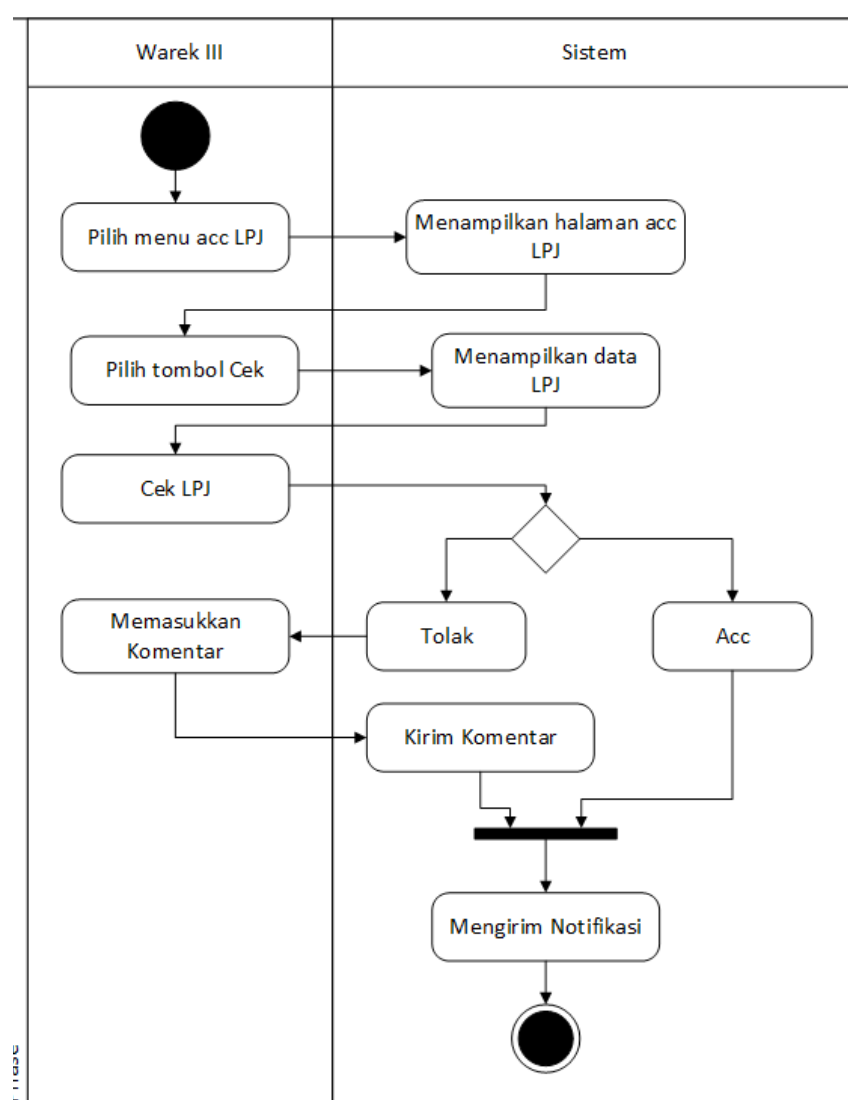 Warek III
Sistem
Pilih menu acc LPJ
Menampilkan halaman acc
LPJ
Pilih tombol Cek
Menampilkan data
LPJ
Cek LPJ
Memasukkan
Komentar
Tolak
Acc
Kirim Komentar
Mengirim Notifikasi